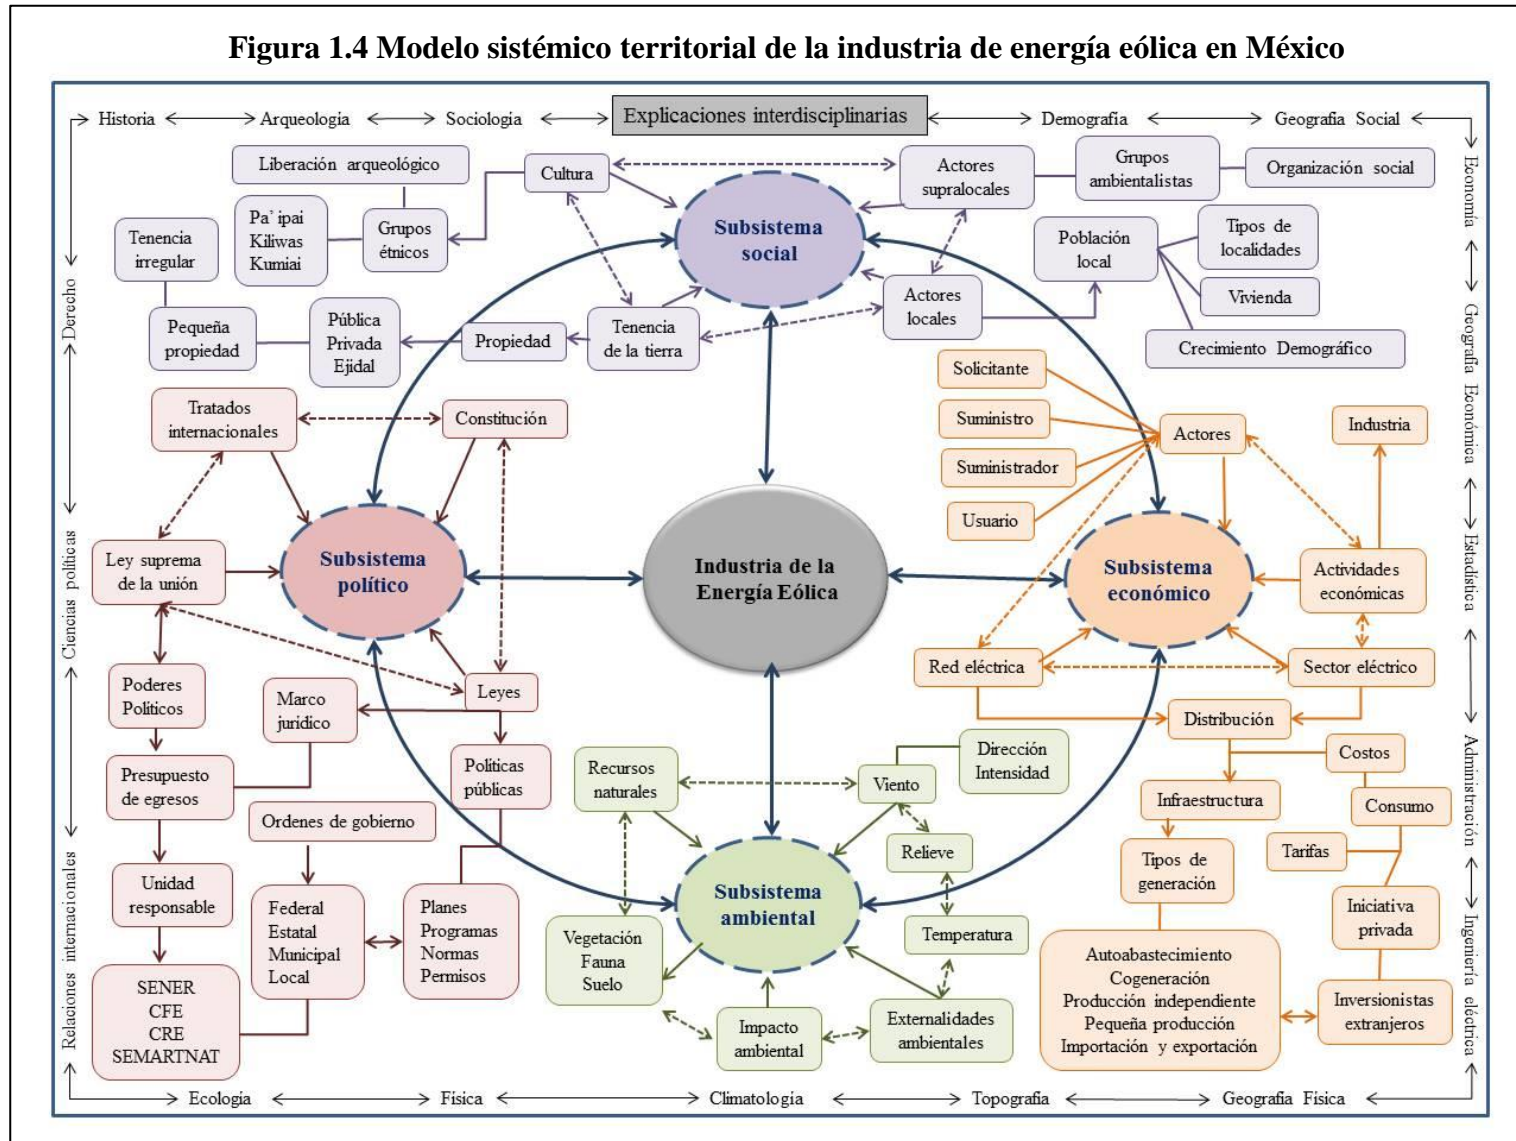 Figura 1.4 Modelo sistémico territorial de la industria de energía eólica en México
Historia
Arqueología
Sociología
Explicaciones interdisciplinarias
Demografía
Geografía Social
Economía
Geografía Económica
Estadística
Administración
Ingeniería eléctrica
Derecho
Ciencias políticas
Relaciones internacionales
Ecología
Física
Climatología
Topografía
Geografía Física
Liberación arqueológico
Cultura
Actores
supralocales
Grupos
ambientalistas
Organización social
Pa' ipai
Kiliwas
Kumiai
Grupos
étnicos
Tenencia
irregular
Subsistema
social
Población
local
Tipos de
localidades
Vivienda
Crecimiento Demográfico
Pequeña
propiedad
Pública
Privada
Ejidal
Propiedad
Tenencia
de la tierra
Actores
locales
Tratados
internacionales
Constitución
Ley suprema
de la unión
Subsistema
político
Poderes
Políticos
Marco
jurídico
Leyes
Presupuesto
de egresos
Políticas
públicas
Ordenes de gobierno
Unidad
responsable
Federal
Estatal
Municipal
Local
Planes
Programas
Normas
Permisos
SENER
CFE
CRE
SEMARTNAT
Industria de la
Energía Eólica
Solicitante
Suministro
Suministrador
Usuario
Actores
Industria
Subsistema
económico
Actividades
económicas
Red eléctrica
Sector eléctrico
Distribución
Costos
Infraestructura
Consumo
Tipos de
generación
Tarifas
Iniciativa
privada
Autoabastecimiento
Cogeneración
Producción independiente
Pequeña producción
Importación y exportación
Inversionistas
extranjeros
Recursos
naturales
Viento
Dirección
Intensidad
Relieve
Subsistema
ambiental
Temperatura
Vegetación
Fauna
Suelo
Impacto
ambiental
Externalidades
ambientales